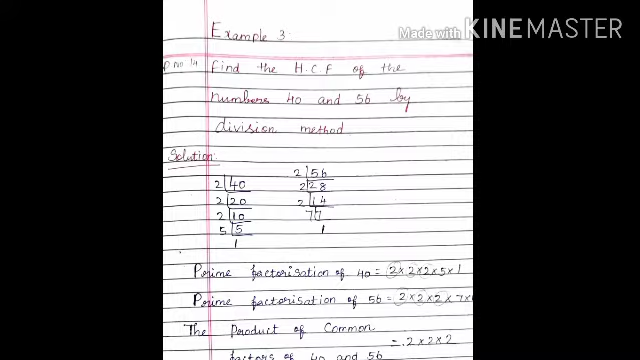 Made with KINEMASTER
Example 3.
P. no 14
find the H.C.F of the
numbers 40 and 56 by
division method.
Solution:
2 | 40
2 | 20
2 | 10
5 | 5
1
2 | 56
2 | 28
2 | 14
7 | 7
1
Prime factorisation of 40 = 2×2×2×5×1
Prime factorisation of 56 = 2×2×2×7×
The product of Common
factors of 40 and 56
= 2×2×2